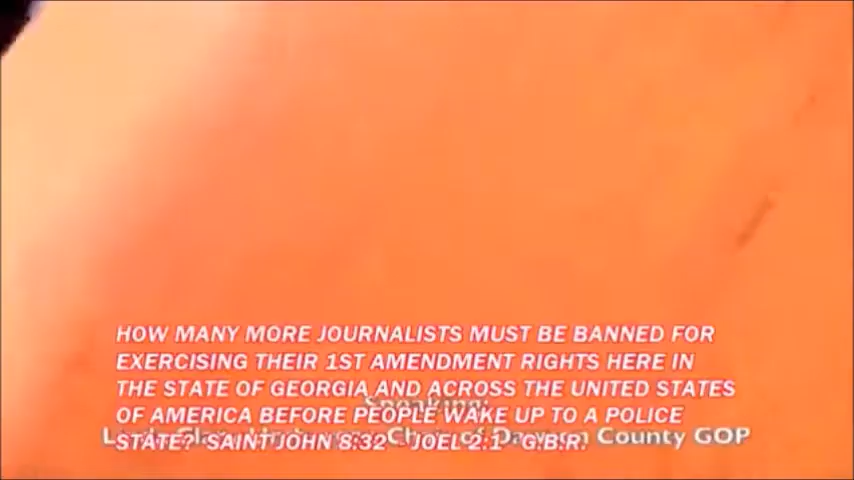 HOW MANY MORE JOURNALISTS MUST BE BANNED FOR
EXERCISING THEIR 1ST AMENDMENT RIGHTS HERE IN
THE STATE OF GEORGIA AND ACROSS THE UNITED STATES
Speaking:
OF AMERICA BEFORE PEOPLE WAKE UP TO A POLICE
STATE? SAINT JOHN 8:32 - JOEL 2:1 - G.B.R.
County GOP